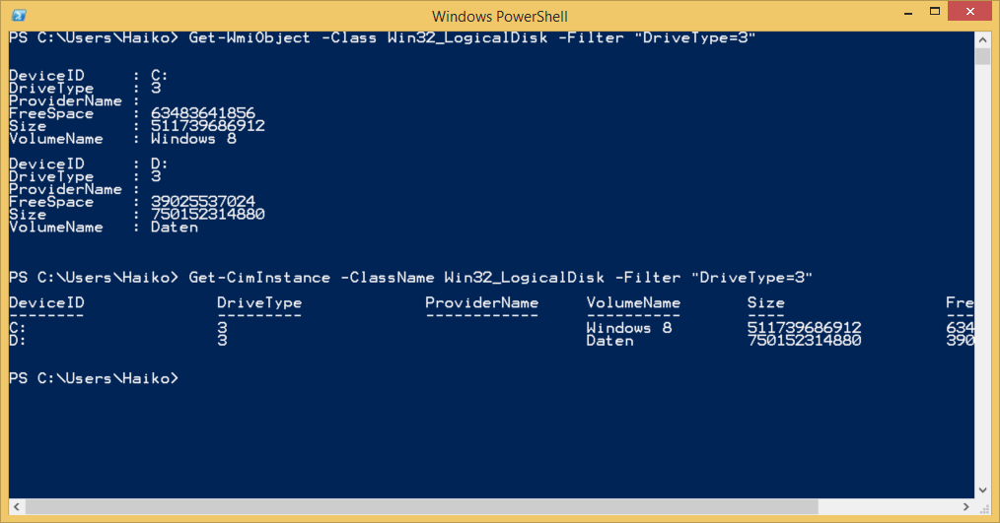 Windows PowerShell
PS C:\Users\Haiko> Get-WmiObject -Class Win32_LogicalDisk -Filter "DriveType=3"
DeviceID     : C:
DriveType    : 3
ProviderName :
FreeSpace    : 63483641856
Size         : 511739686912
VolumeName   : Windows 8
DeviceID     : D:
DriveType    : 3
ProviderName :
FreeSpace    : 39025537024
Size         : 750152314880
VolumeName   : Daten
PS C:\Users\Haiko> Get-CimInstance -ClassName Win32_LogicalDisk -Filter "DriveType=3"
DeviceID              DriveType             ProviderName     VolumeName       Size                 Fre
--------              ---------             ------------     ----------       ----                 ---
C:                    3                                      Windows 8        511739686912         634
D:                    3                                      Daten            750152314880         390
PS C:\Users\Haiko>